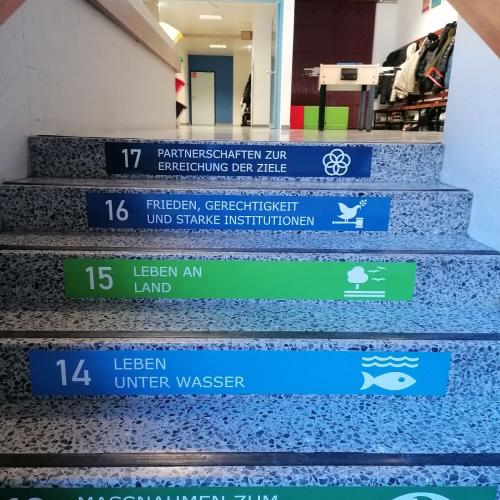 17 PARTNERSCHAFTEN ZUR
ERREICHUNG DER ZIELE
16 FRIEDEN, GERECHTIGKEIT
UND STARKE INSTITUTIONEN
15 LEBEN AN
LAND
14 LEBEN
UNTER WASSER
MASSNAHMEN ZUM